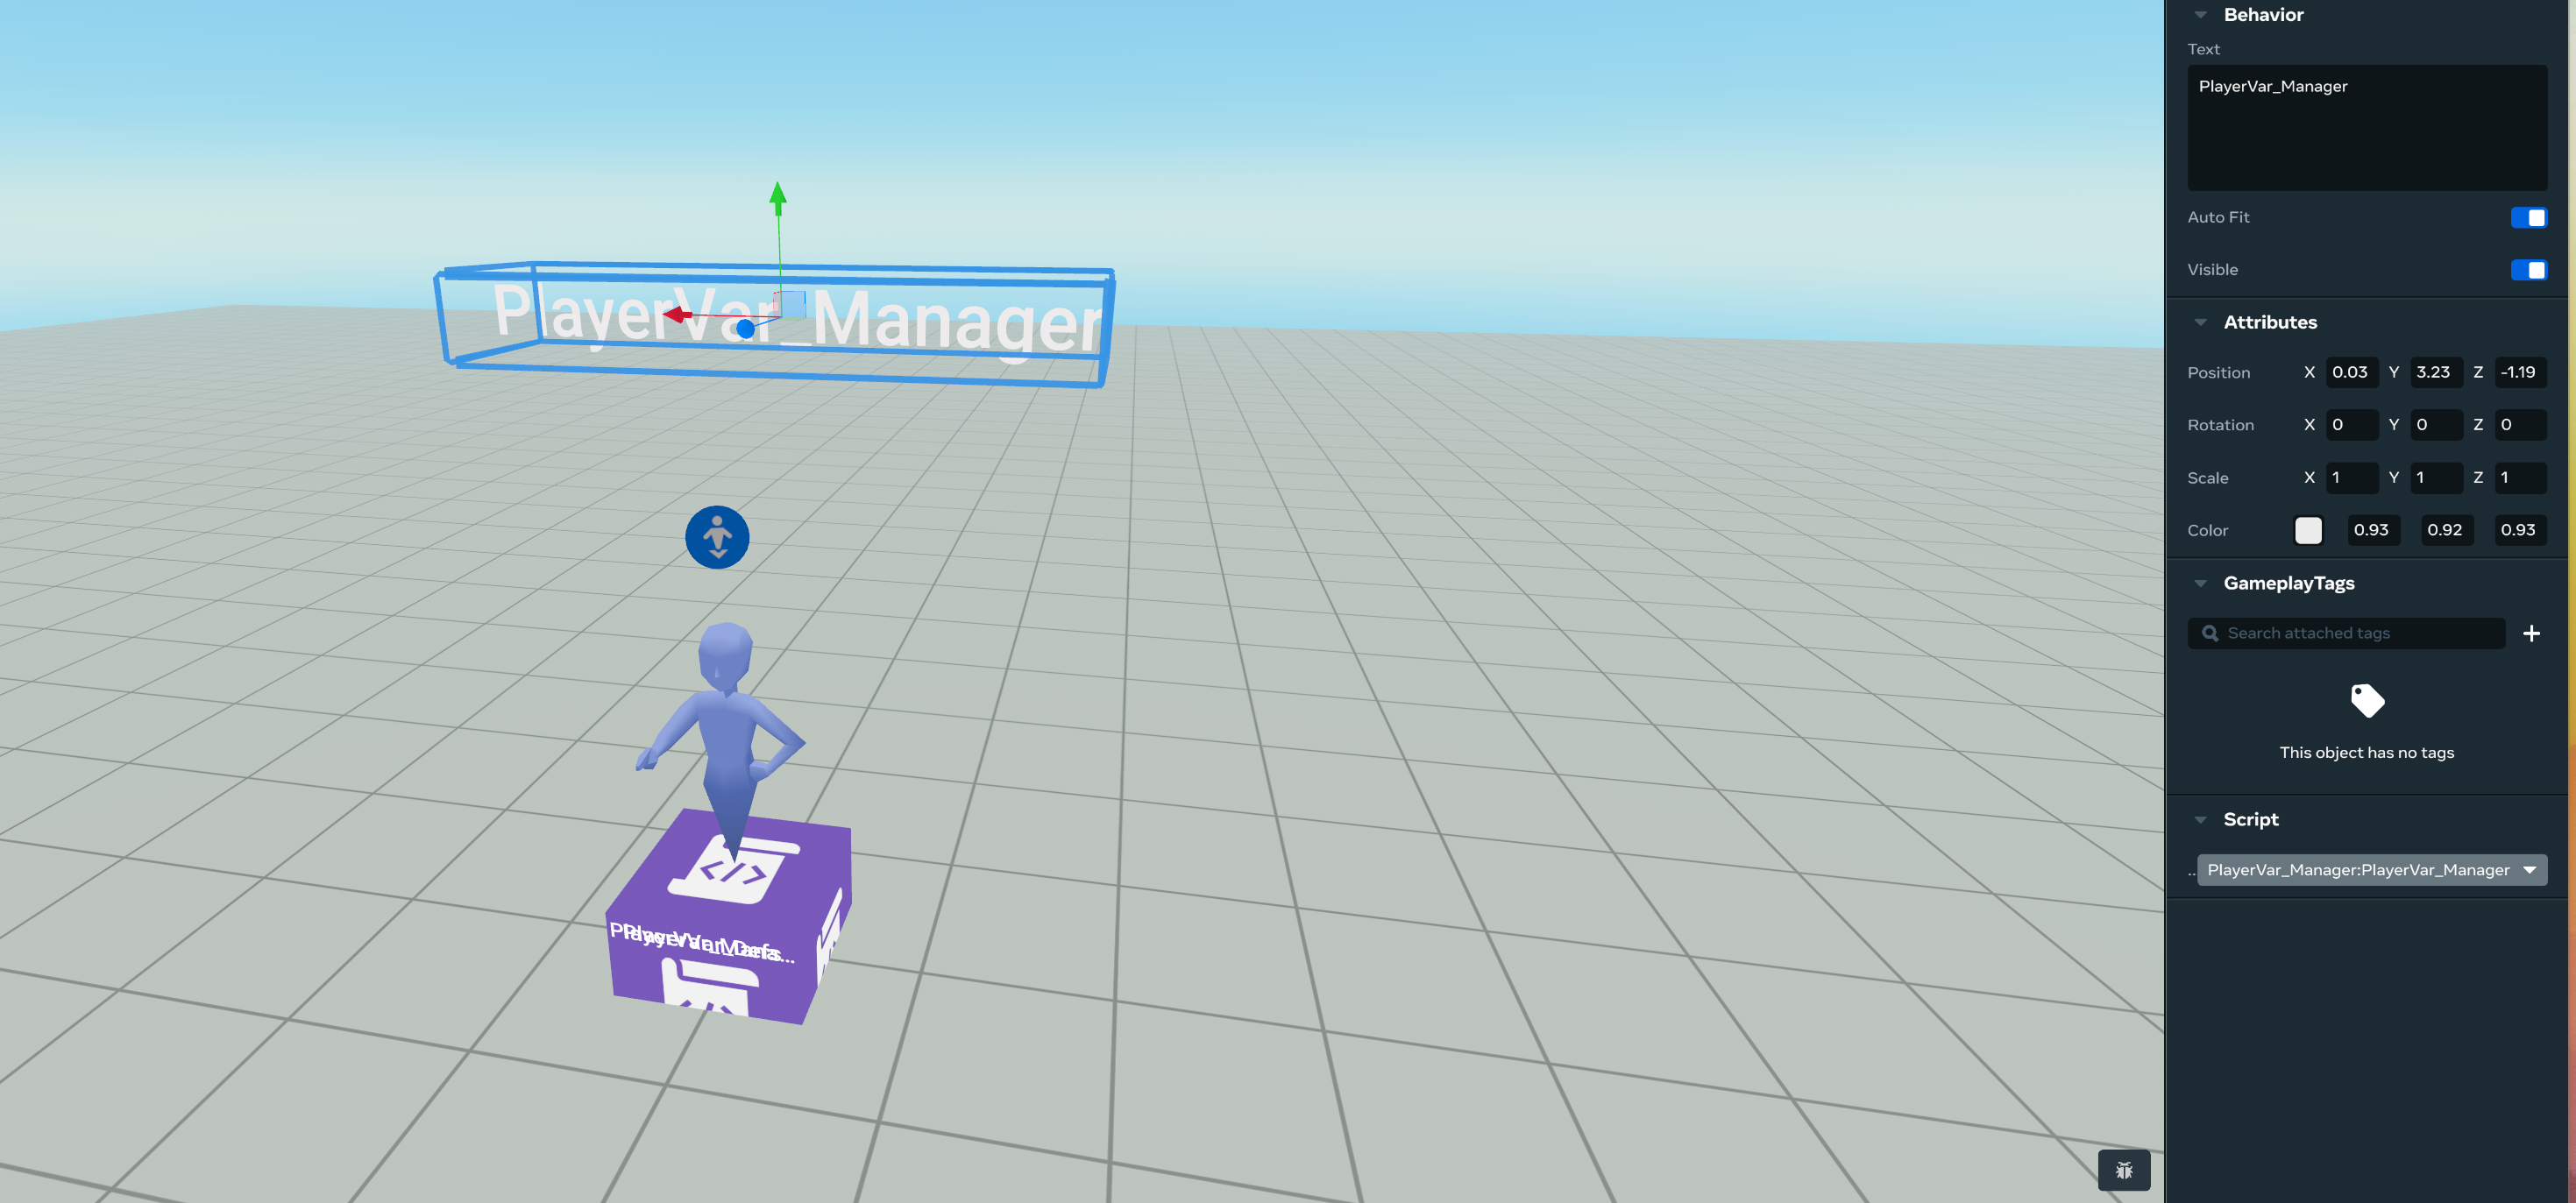 PlayerVar_Manager
</>
Behavior
Text
PlayerVar_Manager
Auto Fit
Visible
Attributes
Position X 0.03 Y 3.23 Z -1.19
Rotation X 0 Y 0 Z 0
Scale X 1 Y 1 Z 1
Color 0.93 0.92 0.93
GameplayTags
Search attached tags
This object has no tags
Script
.. PlayerVar_Manager:PlayerVar_Manager